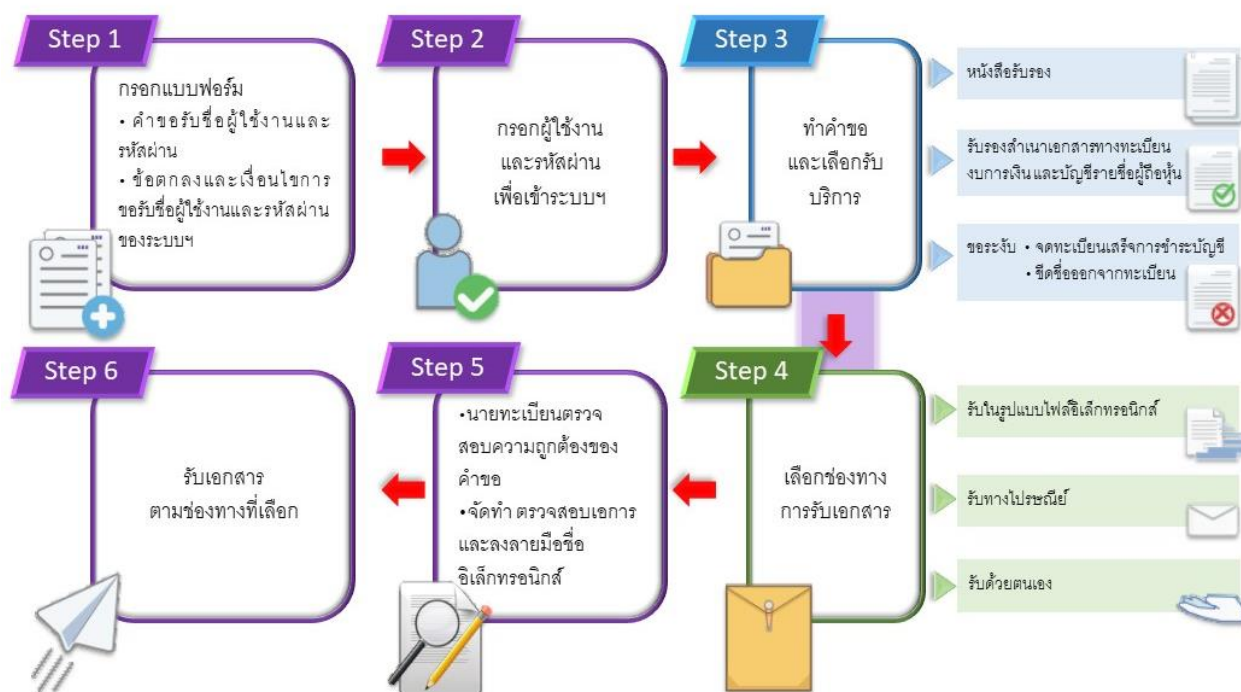 Step 1
กรอกแบบฟอร์ม
• คำขอรับชื่อผู้ใช้งานและ
รหัสผ่าน
• ข้อตกลงและเงื่อนไขการ
ขอรับชื่อผู้ใช้งานและรหัสผ่าน
ของระบบฯ
Step 2
กรอกผู้ใช้งาน
และรหัสผ่าน
เพื่อเข้าระบบฯ
Step 3
ทำคำขอ
และเลือกรับ
บริการ
หนังสือรับรอง
รับรองสำเนาเอกสารทางทะเบียน
งบการเงินและบัญชีรายชื่อผู้ถือหุ้น
ขอระงับ • จดทะเบียนเสร็จการชำระบัญชี
• ขีดชื่อออกจากทะเบียน
Step 4
เลือกช่องทาง
การรับเอกสาร
รับในรูปแบบไฟล์อิเล็กทรอนิกส์
รับทางไปรษณีย์
รับด้วยตนเอง
Step 5
•นายทะเบียนตรวจ
สอบความถูกต้องของ
คำขอ
•จัดทำ ตรวจสอบเอการ
และลงลายมือชื่อ
อิเล็กทรอนิกส์
Step 6
รับเอกสาร
ตามช่องทางที่เลือก